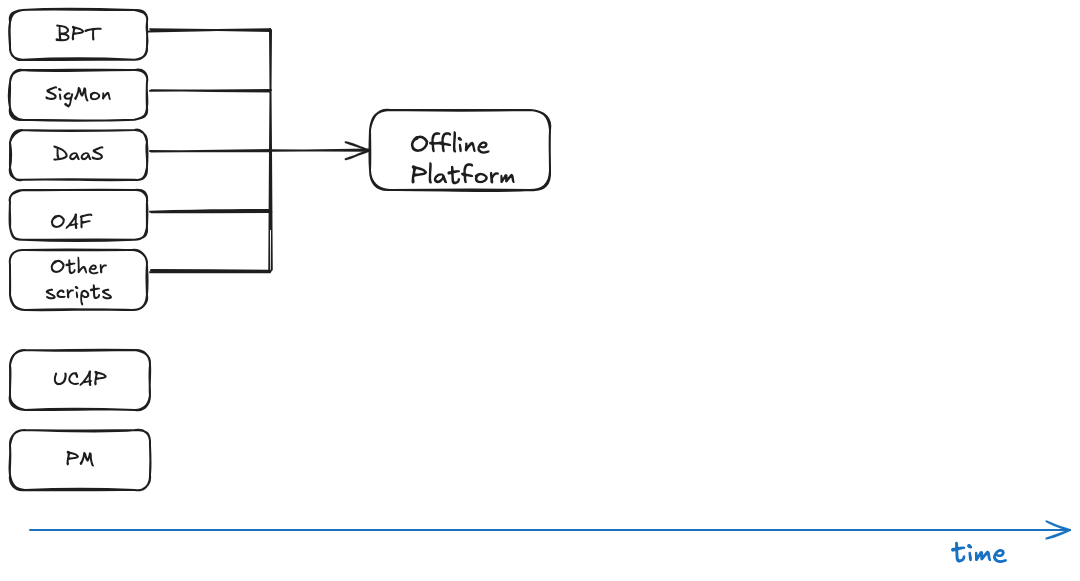 BPT
SigMon
DaaS
OAF
Other
scripts
Offline
Platform
UCAP
PM
time